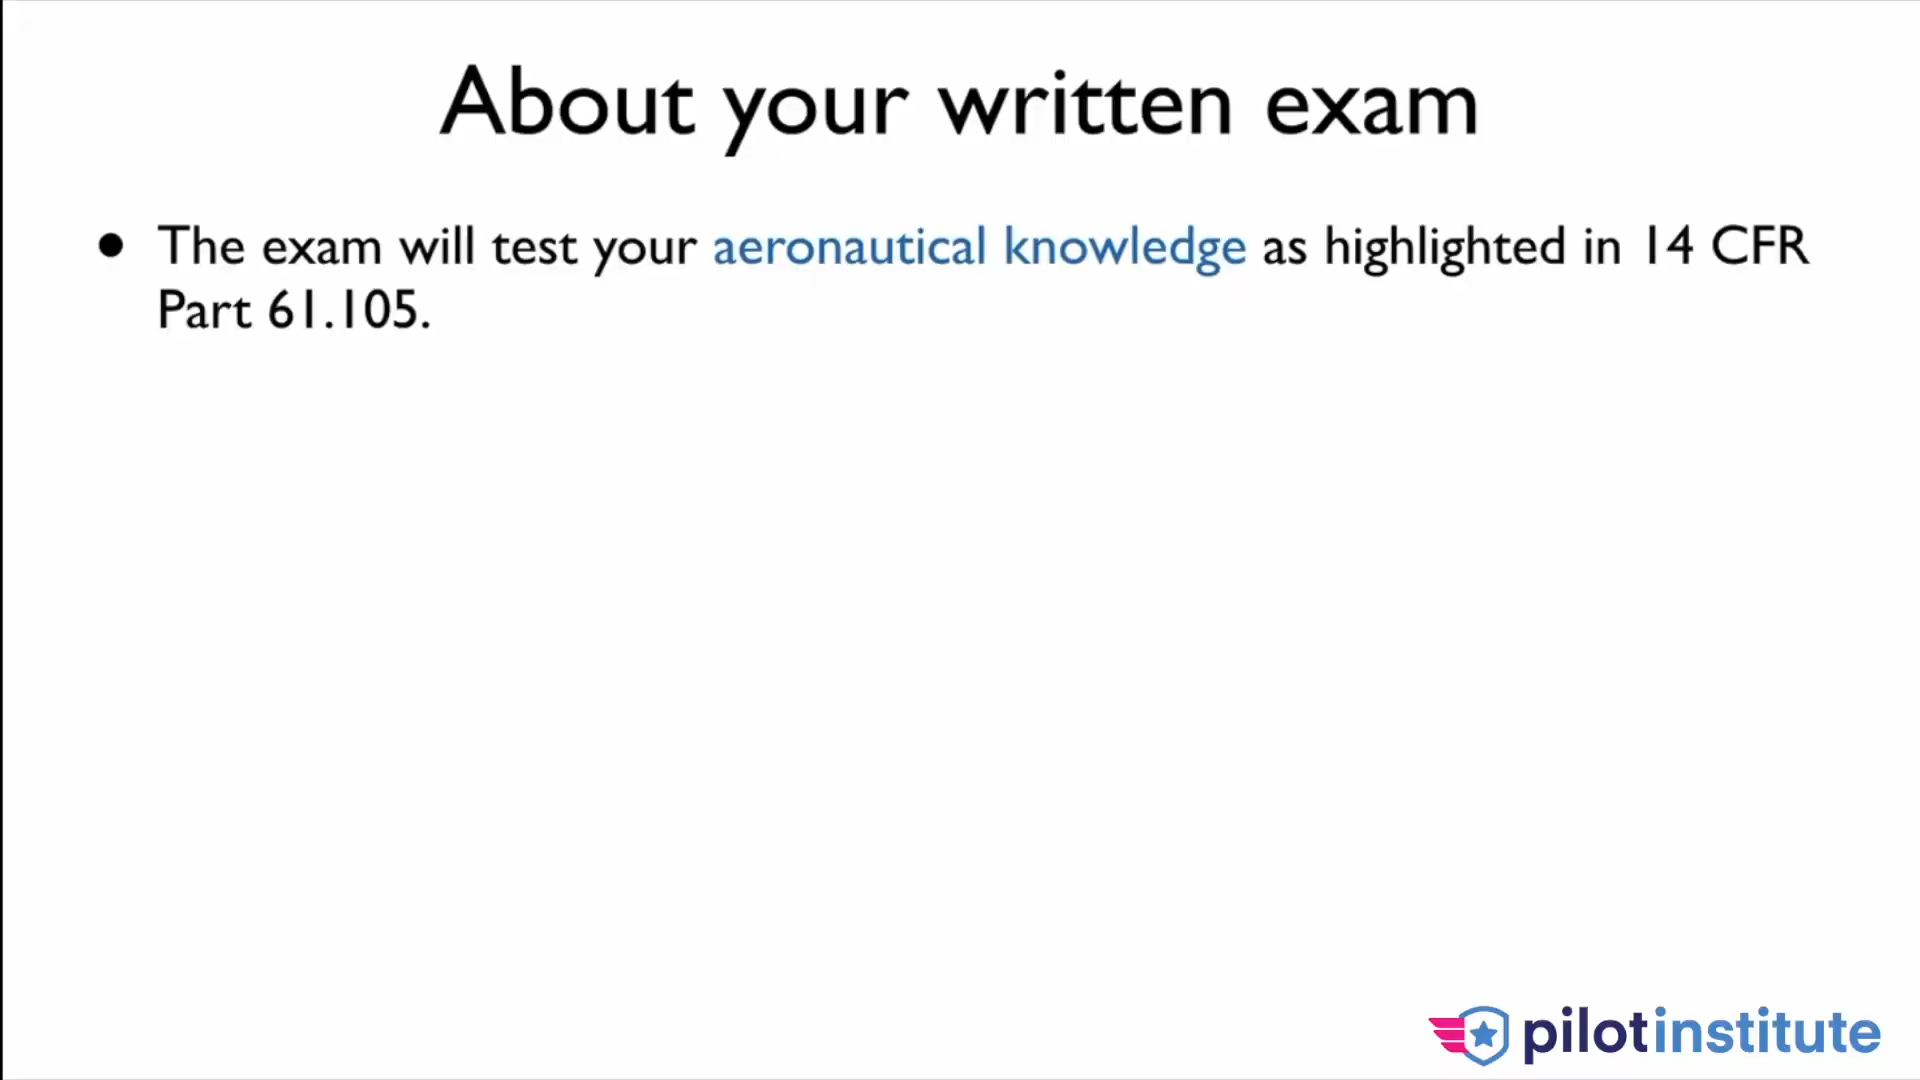 About your written exam
• The exam will test your aeronautical knowledge as highlighted in 14 CFR
Part 61.105.
pilotinstitute